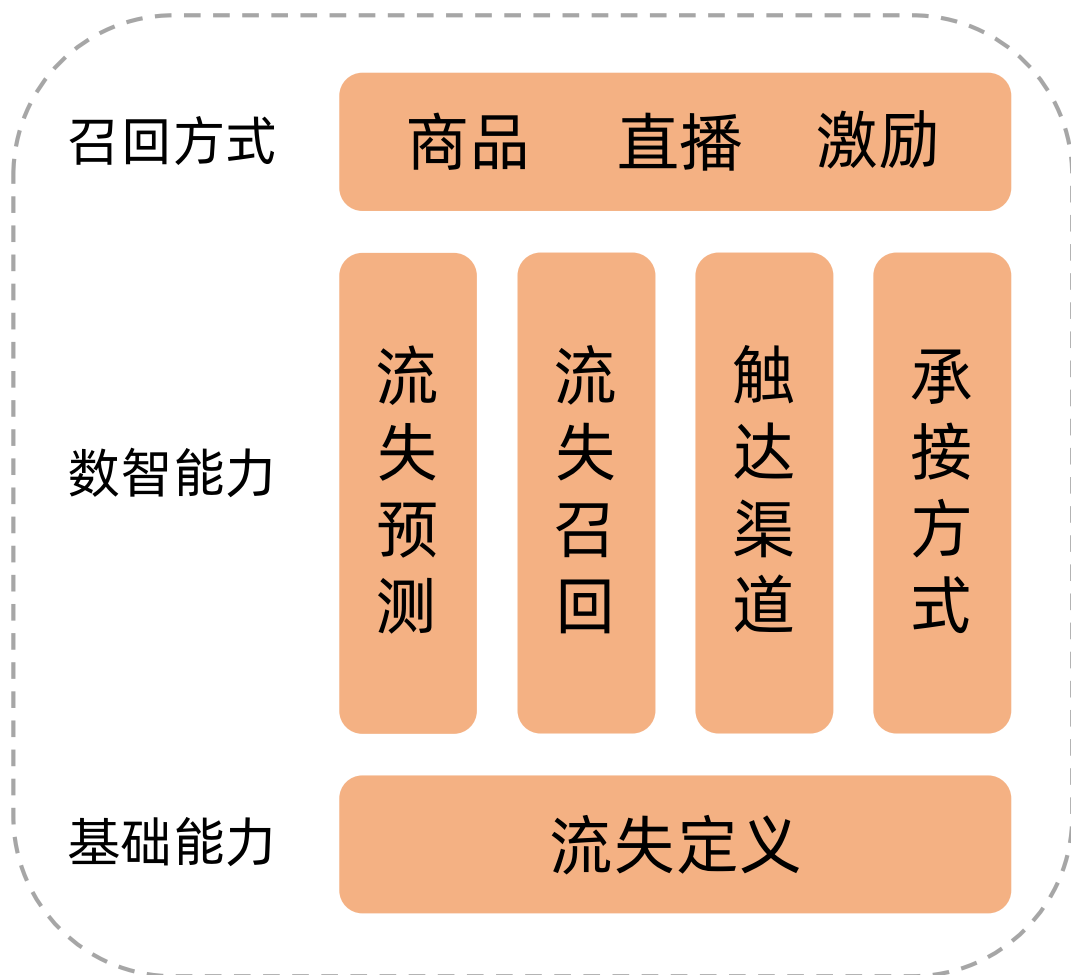 召回方式
商品 直播 激励
数智能力
流失预测
流失召回
触达渠道
承接方式
基础能力
流失定义